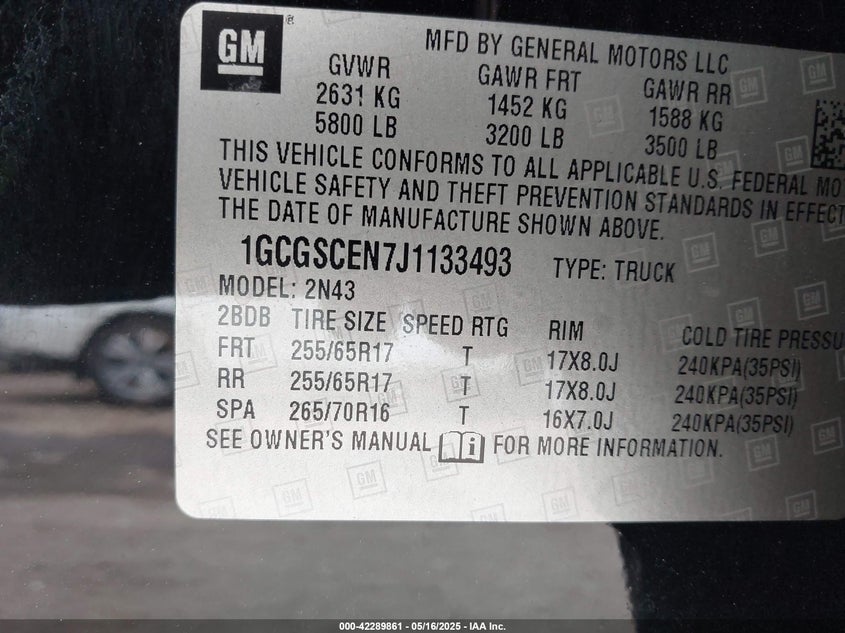 GM
MFD BY GENERAL MOTORS LLC
GVWR GAWR FRT GAWR RR
2631 KG 1452 KG 1588 KG
5800 LB 3200 LB 3500 LB
THIS VEHICLE CONFORMS TO ALL APPLICABLE U.S. FEDERAL MO
VEHICLE SAFETY AND THEFT PREVENTION STANDARDS IN EFFECT
THE DATE OF MANUFACTURE SHOWN ABOVE.
1GCGSCEN7J1133493 TYPE: TRUCK
MODEL: 2N43
2BDB TIRE SIZE SPEED RTG RIM COLD TIRE PRESSU
FRT 255/65R17 T 17X8.0J 240KPA(35PSI)
RR 255/65R17 T 17X8.0J 240KPA(35PSI)
SPA 265/70R16 T 16X7.0J 240KPA(35PSI)
SEE OWNER'S MANUAL i FOR MORE INFORMATION.
000-42289861 - 05/16/2025 - IAA Inc.